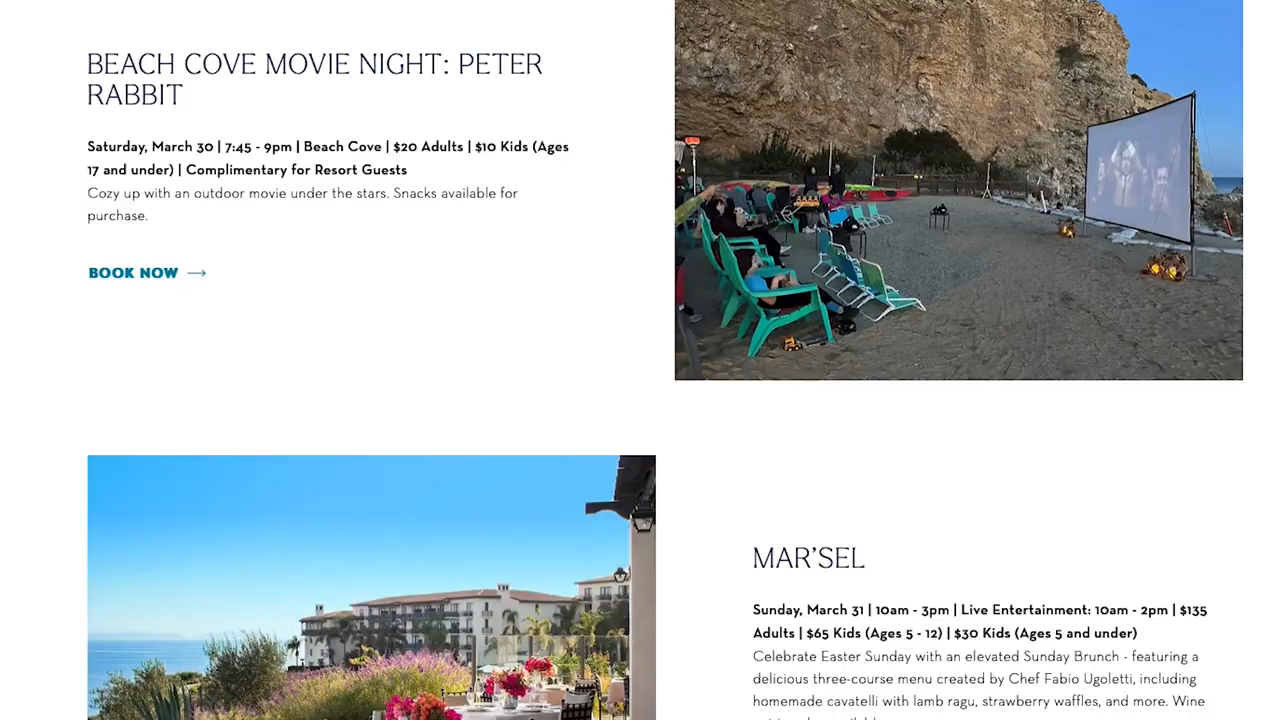 BEACH COVE MOVIE NIGHT: PETER
RABBIT
Saturday, March 30 | 7:45 - 9pm | Beach Cove | $20 Adults | $10 Kids (Ages
17 and under) | Complimentary for Resort Guests
Cozy up with an outdoor movie under the stars. Snacks available for
purchase.
BOOK NOW →
MAR'SEL
Sunday, March 31 | 10am - 3pm | Live Entertainment: 10am - 2pm | $135
Adults | $65 Kids (Ages 5 - 12) | $30 Kids (Ages 5 and under)
Celebrate Easter Sunday with an elevated Sunday Brunch - featuring a
delicious three-course menu created by Chef Fabio Ugoletti, including
homemade cavatelli with lamb ragu, strawberry waffles, and more. Wine